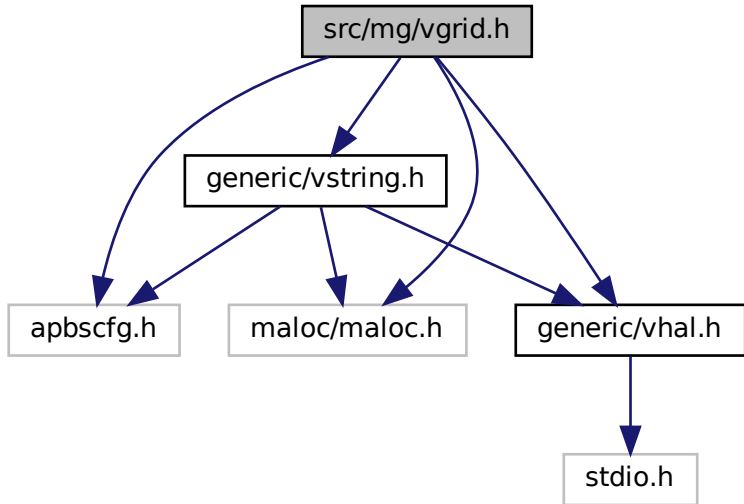 src/mg/vgrid.h
generic/vstring.h
apbscfg.h
maloc/maloc.h
generic/vhal.h
stdio.h